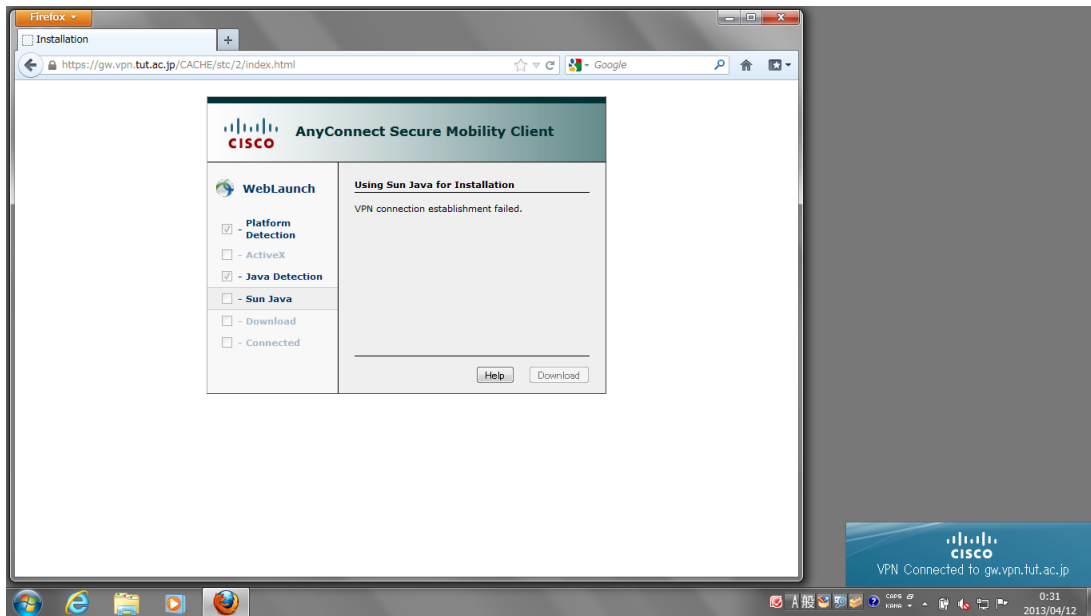 Firefox
Installation
https://gw.vpn.tut.ac.jp/CACHE/stc/2/index.html
Google
CISCO
AnyConnect Secure Mobility Client
WebLaunch
- Platform Detection
- ActiveX
- Java Detection
- Sun Java
- Download
- Connected
Using Sun Java for Installation
VPN connection establishment failed.
Help
Download
CISCO
VPN Connected to gw.vpn.tut.ac.jp
A 般
CAPS
KANA
0:31
2013/04/12